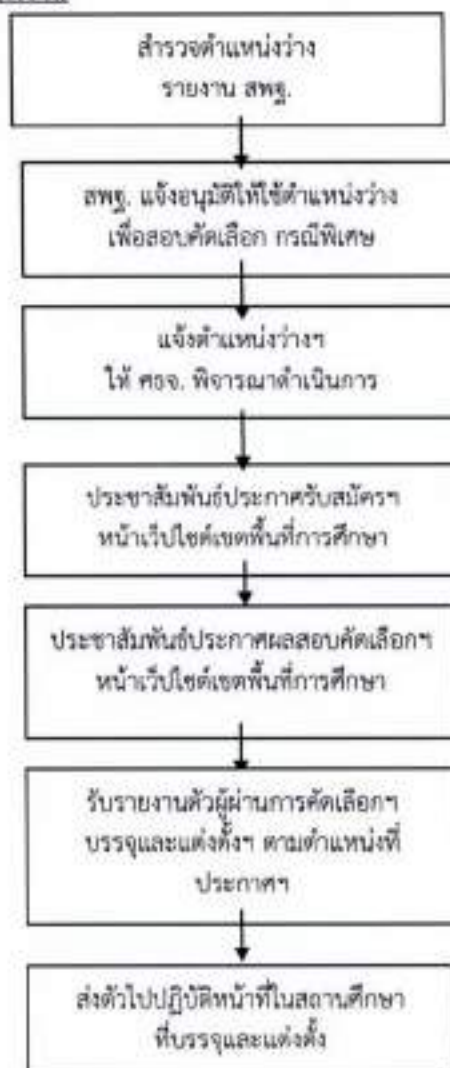 สำรวจตำแหน่งว่าง
รายงาน สพฐ.
สพฐ. แจ้งอนุมัติให้ใช้ตำแหน่งว่าง
เพื่อสอบคัดเลือก กรณีพิเศษ
แจ้งตำแหน่งว่างฯ
ให้ ศธจ. พิจารณาดำเนินการ
ประชาสัมพันธ์ประกาศรับสมัครฯ
หน้าเว็ปไซต์เขตพื้นที่การศึกษา
ประชาสัมพันธ์ประกาศผลสอบคัดเลือกฯ
หน้าเว็ปไซต์เขตพื้นที่การศึกษา
รับรายงานตัวผู้ผ่านการคัดเลือกฯ
บรรจุและแต่งตั้งฯ ตามตำแหน่งที่
ประกาศฯ
ส่งตัวไปปฏิบัติหน้าที่ในสถานศึกษา
ที่บรรจุและแต่งตั้ง